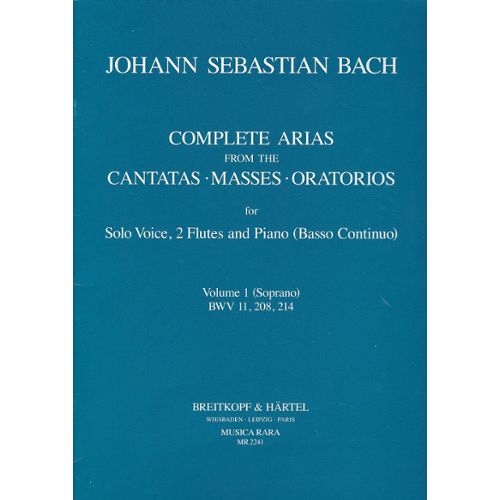 JOHANN SEBASTIAN BACH
COMPLETE ARIAS
FROM THE
CANTATAS · MASSES · ORATORIOS
for
Solo Voice, 2 Flutes and Piano (Basso Continuo)
Volume 1 (Soprano)
BWV 11, 208, 214
BREITKOPF & HÄRTEL
WIESBADEN · LEIPZIG · PARIS
MUSICA RARA
MR 2241